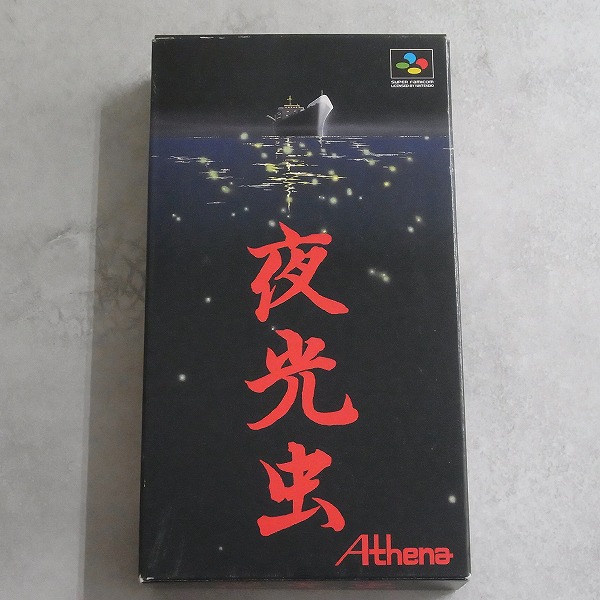 SUPER FAMICOM
LICENSED BY NINTENDO
夜光虫
Athena